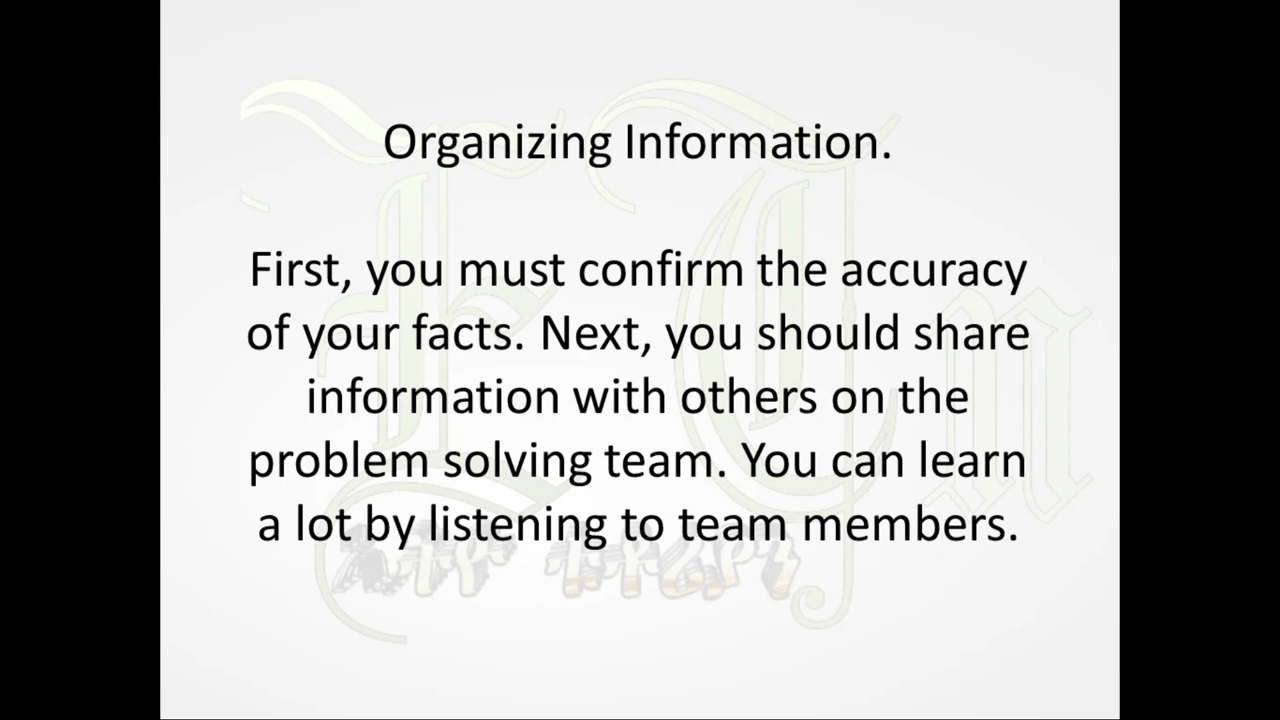 Organizing Information.
First, you must confirm the accuracy
of your facts. Next, you should share
information with others on the
problem solving team. You can learn
a lot by listening to team members.